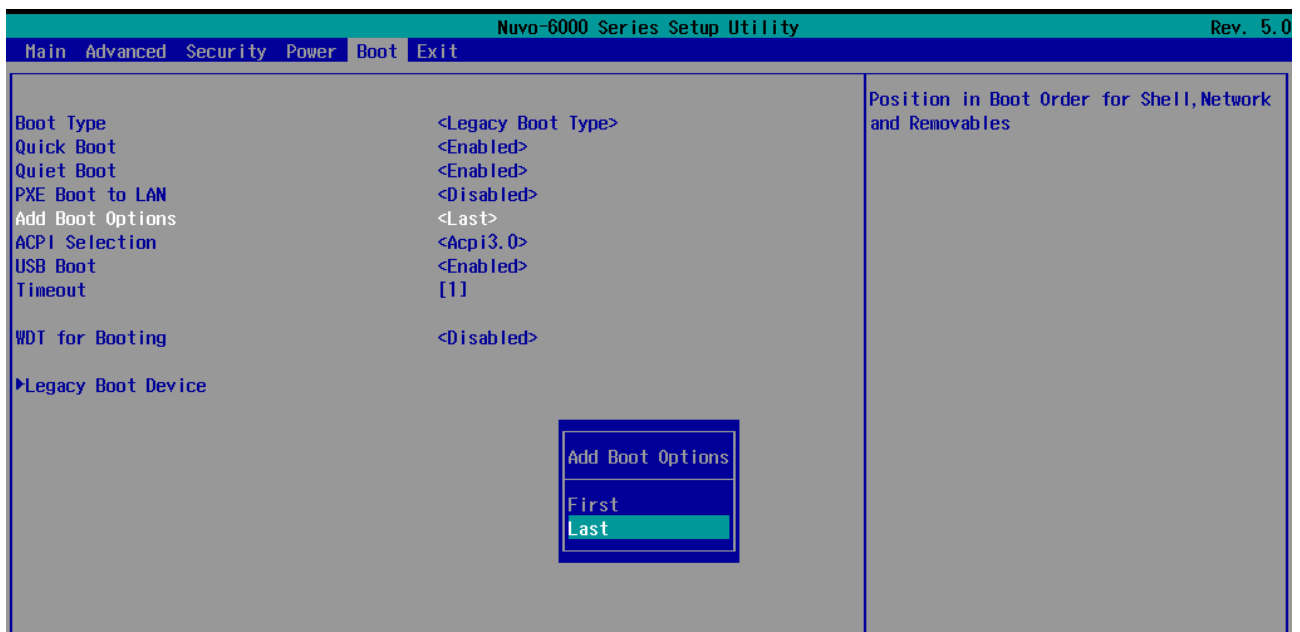 Nuvo-6000 Series Setup Utility Rev. 5.0
Main Advanced Security Power Boot Exit
Position in Boot Order for Shell,Network
and Removables
Boot Type <Legacy Boot Type>
Quick Boot <Enabled>
Quiet Boot <Enabled>
PXE Boot to LAN <Disabled>
Add Boot Options <Last>
ACPI Selection <Acpi3.0>
USB Boot <Enabled>
Timeout [1]
WDT for Booting <Disabled>
▶Legacy Boot Device
Add Boot Options
First
Last